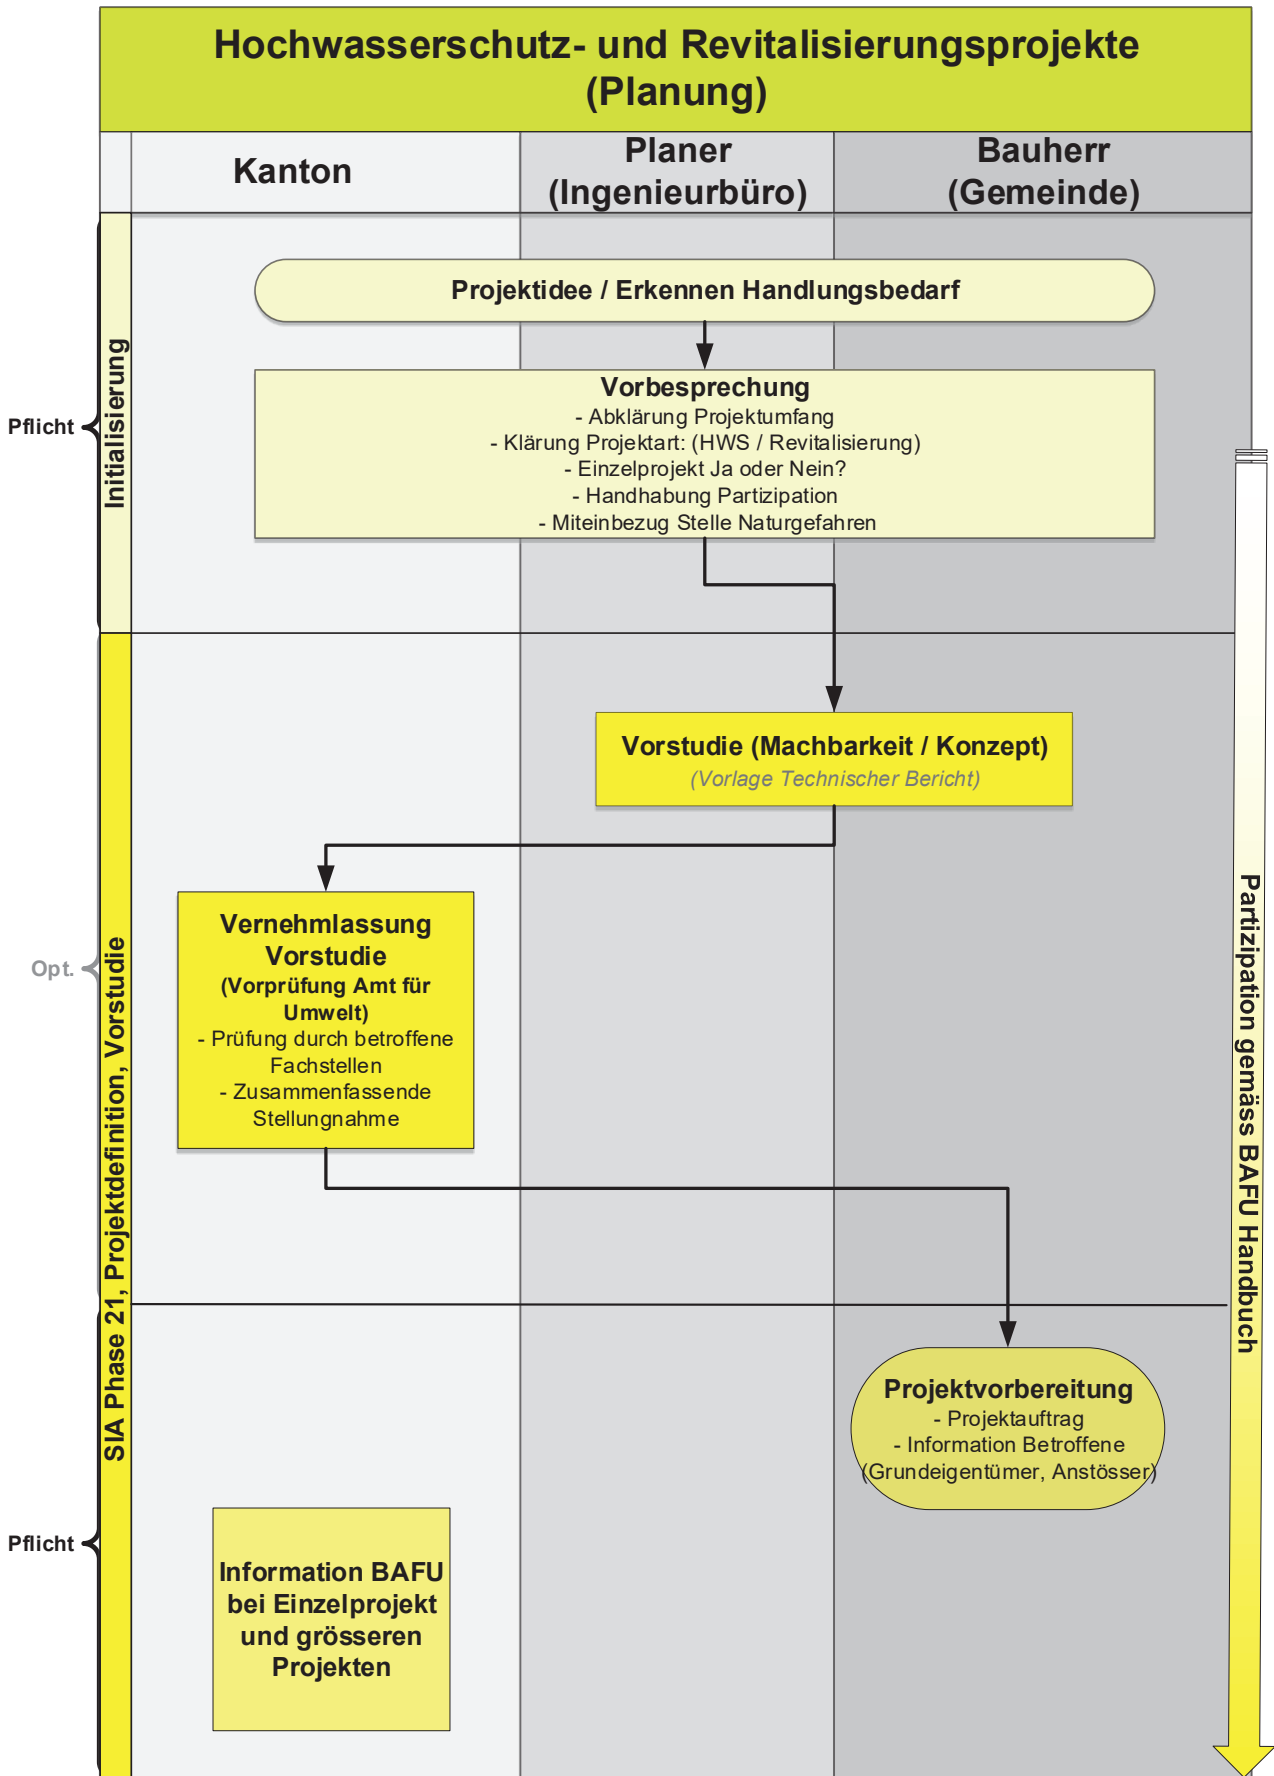 Hochwasserschutz- und Revitalisierungsprojekte
(Planung)
Kanton
Planer
(Ingenieurbüro)
Bauherr
(Gemeinde)
Pflicht
Initialisierung
Projektidee / Erkennen Handlungsbedarf
Vorbesprechung
- Abklärung Projektumfang
- Klärung Projektart: (HWS / Revitalisierung)
- Einzelprojekt Ja oder Nein?
- Handhabung Partizipation
- Miteinbezug Stelle Naturgefahren
Opt.
SIA Phase 21, Projektdefinition, Vorstudie
Vorstudie (Machbarkeit / Konzept)
(Vorlage Technischer Bericht)
Vernehmlassung
Vorstudie
(Vorprüfung Amt für
Umwelt)
- Prüfung durch betroffene
Fachstellen
- Zusammenfassende
Stellungnahme
Partizipation gemäss BAFU Handbuch
Projektvorbereitung
- Projektauftrag
- Information Betroffene
(Grundeigentümer, Anstösser)
Pflicht
Information BAFU
bei Einzelprojekt
und grösseren
Projekten